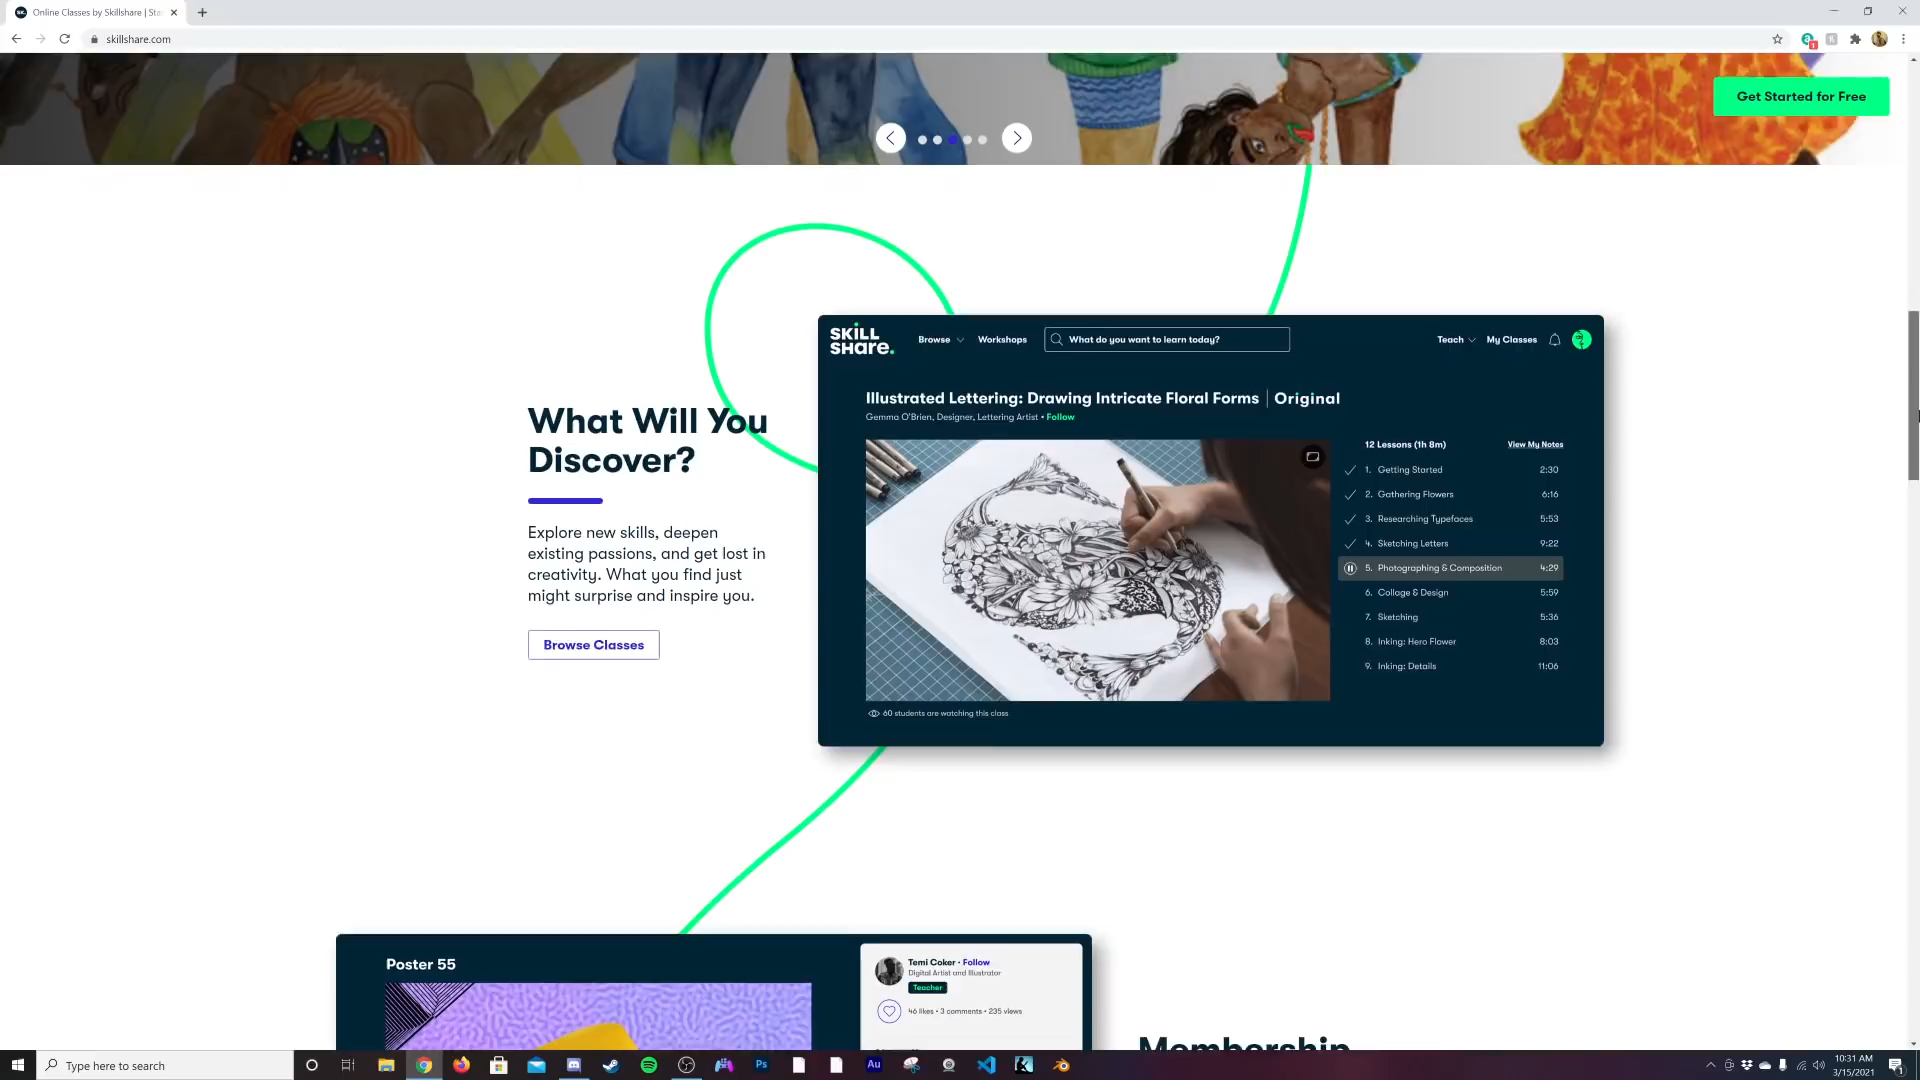 Online Classes by Skillshare | Sta
skillshare.com
Get Started for Free
SKILL
SHARE.
Browse
Workshops
What do you want to learn today?
Teach
My Classes
Illustrated Lettering: Drawing Intricate Floral Forms | Original
Gemma O'Brien, Designer, Lettering Artist • Follow
What Will You
Discover?
Explore new skills, deepen
existing passions, and get lost in
creativity. What you find just
might surprise and inspire you.
Browse Classes
12 Lessons (1h 8m) View My Notes
1. Getting Started 2:30
2. Gathering Flowers 6:16
3. Researching Typefaces 5:53
4. Sketching Letters 9:22
5. Photographing & Composition 4:29
6. Collage & Design 5:59
7. Sketching 5:36
8. Inking: Hero Flower 8:03
9. Inking: Details 11:06
60 students are watching this class
Poster 55
Temi Coker • Follow
Digital Artist and Illustrator
Teacher
46 likes • 3 comments • 235 views
Membership
Type here to search
Ps
Au
10:31 AM
3/15/2021